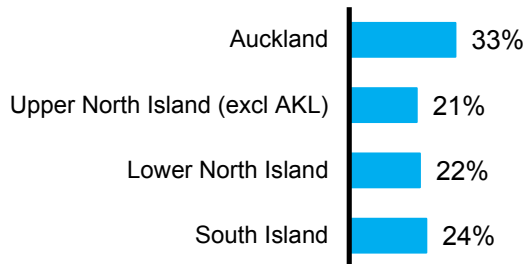 Auckland 33%
Upper North Island (excl AKL) 21%
Lower North Island 22%
South Island 24%